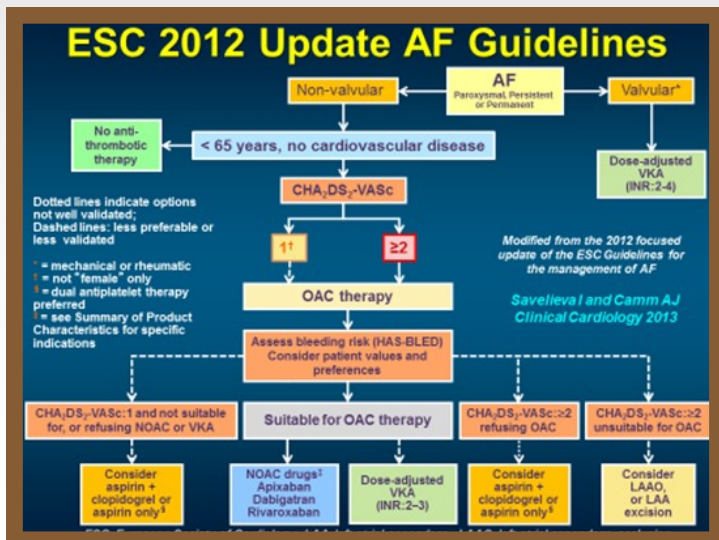 ESC 2012 Update AF Guidelines
AF
Paroxysmal, Persistent
or Permanent
Non-valvular
Valvular*
No anti-
thrombotic
therapy
< 65 years, no cardiovascular disease
Dose-adjusted
VKA
(INR:2-4)
CHA₂DS₂-VASc
Dotted lines indicate options
not well validated;
Dashed lines: less preferable or
less validated
* = mechanical or rheumatic
† = not "female" only
§ = dual antiplatelet therapy
preferred
‡ = see Summary of Product
Characteristics for specific
indications
1†
≥2
Modified from the 2012 focused
update of the ESC Guidelines for
the management of AF
Savelieva I and Camm AJ
Clinical Cardiology 2013
OAC therapy
Assess bleeding risk (HAS-BLED)
Consider patient values and
preferences
CHA₂DS₂-VASc:1 and not suitable
for, or refusing NOAC or VKA
Suitable for OAC therapy
CHA₂DS₂-VASc:≥2
refusing OAC
CHA₂DS₂-VASc:≥2
unsuitable for OAC
Consider
aspirin +
clopidogrel or
aspirin only§
NOAC drugs‡
Apixaban
Dabigatran
Rivaroxaban
Dose-adjusted
VKA
(INR:2–3)
Consider
aspirin +
clopidogrel or
aspirin only§
Consider
LAAO,
or LAA
excision